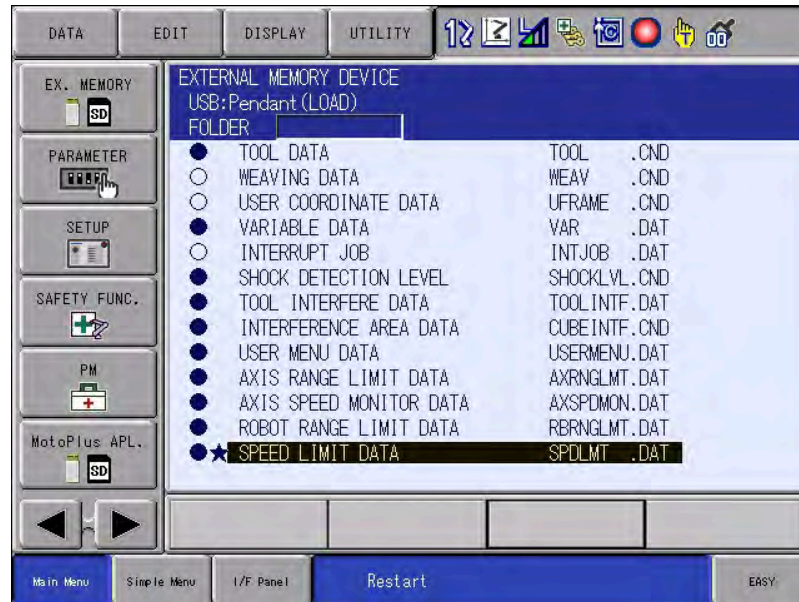 DATA EDIT DISPLAY UTILITY
EX. MEMORY
SD
PARAMETER
SETUP
SAFETY FUNC.
PM
MotoPlus APL.
SD
EXTERNAL MEMORY DEVICE
USB:Pendant(LOAD)
FOLDER
TOOL DATA TOOL .CND
WEAVING DATA WEAV .CND
USER COORDINATE DATA UFRAME .CND
VARIABLE DATA VAR .DAT
INTERRUPT JOB INTJOB .DAT
SHOCK DETECTION LEVEL SHOCKLVL.CND
TOOL INTERFERE DATA TOOLINTF.DAT
INTERFERENCE AREA DATA CUBEINTF.CND
USER MENU DATA USERMENU.DAT
AXIS RANGE LIMIT DATA AXRNGLMT.DAT
AXIS SPEED MONITOR DATA AXSPDMON.DAT
ROBOT RANGE LIMIT DATA RBRNGLMT.DAT
SPEED LIMIT DATA SPDLMT .DAT
Main Menu Simple Menu I/F Panel Restart EASY